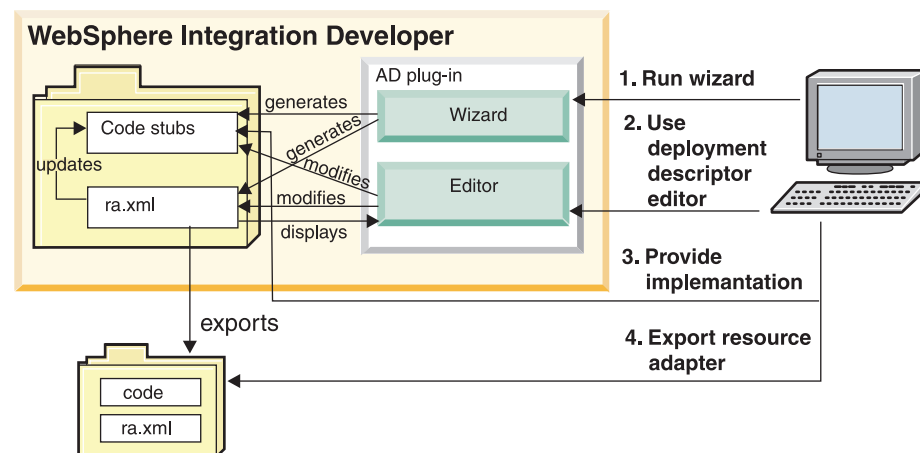 WebSphere Integration Developer
AD plug-in
generates
Wizard
Code stubs
generates
updates
modifies
Editor
ra.xml
modifies
displays
1. Run wizard
2. Use
deployment
descriptor
editor
3. Provide
implemantation
exports
4. Export resource
adapter
code
ra.xml